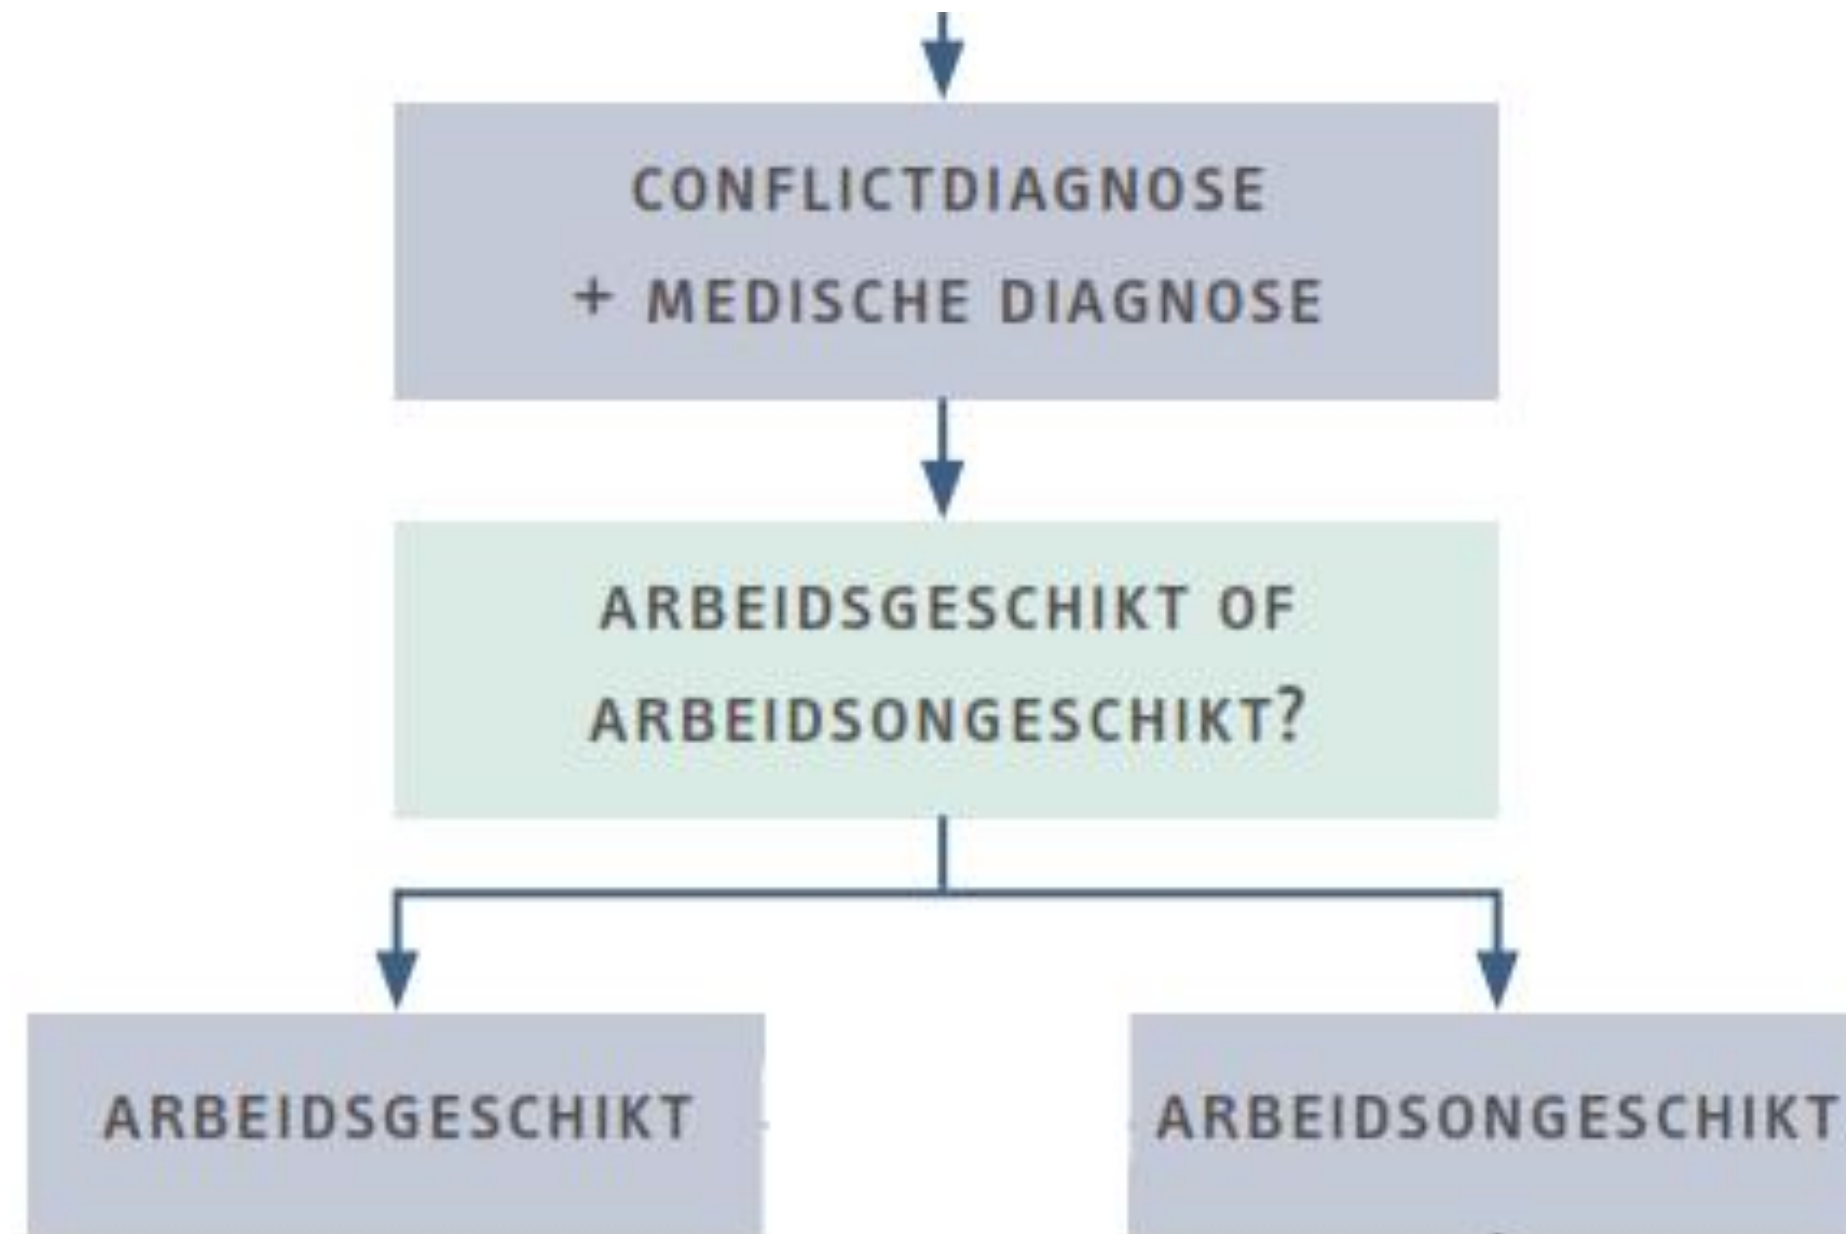 CONFLICTDIAGNOSE
+ MEDISCHE DIAGNOSE
ARBEIDSGESCHIKT OF
ARBEIDSONGESCHIKT?
ARBEIDSGESCHIKT
ARBEIDSONGESCHIKT